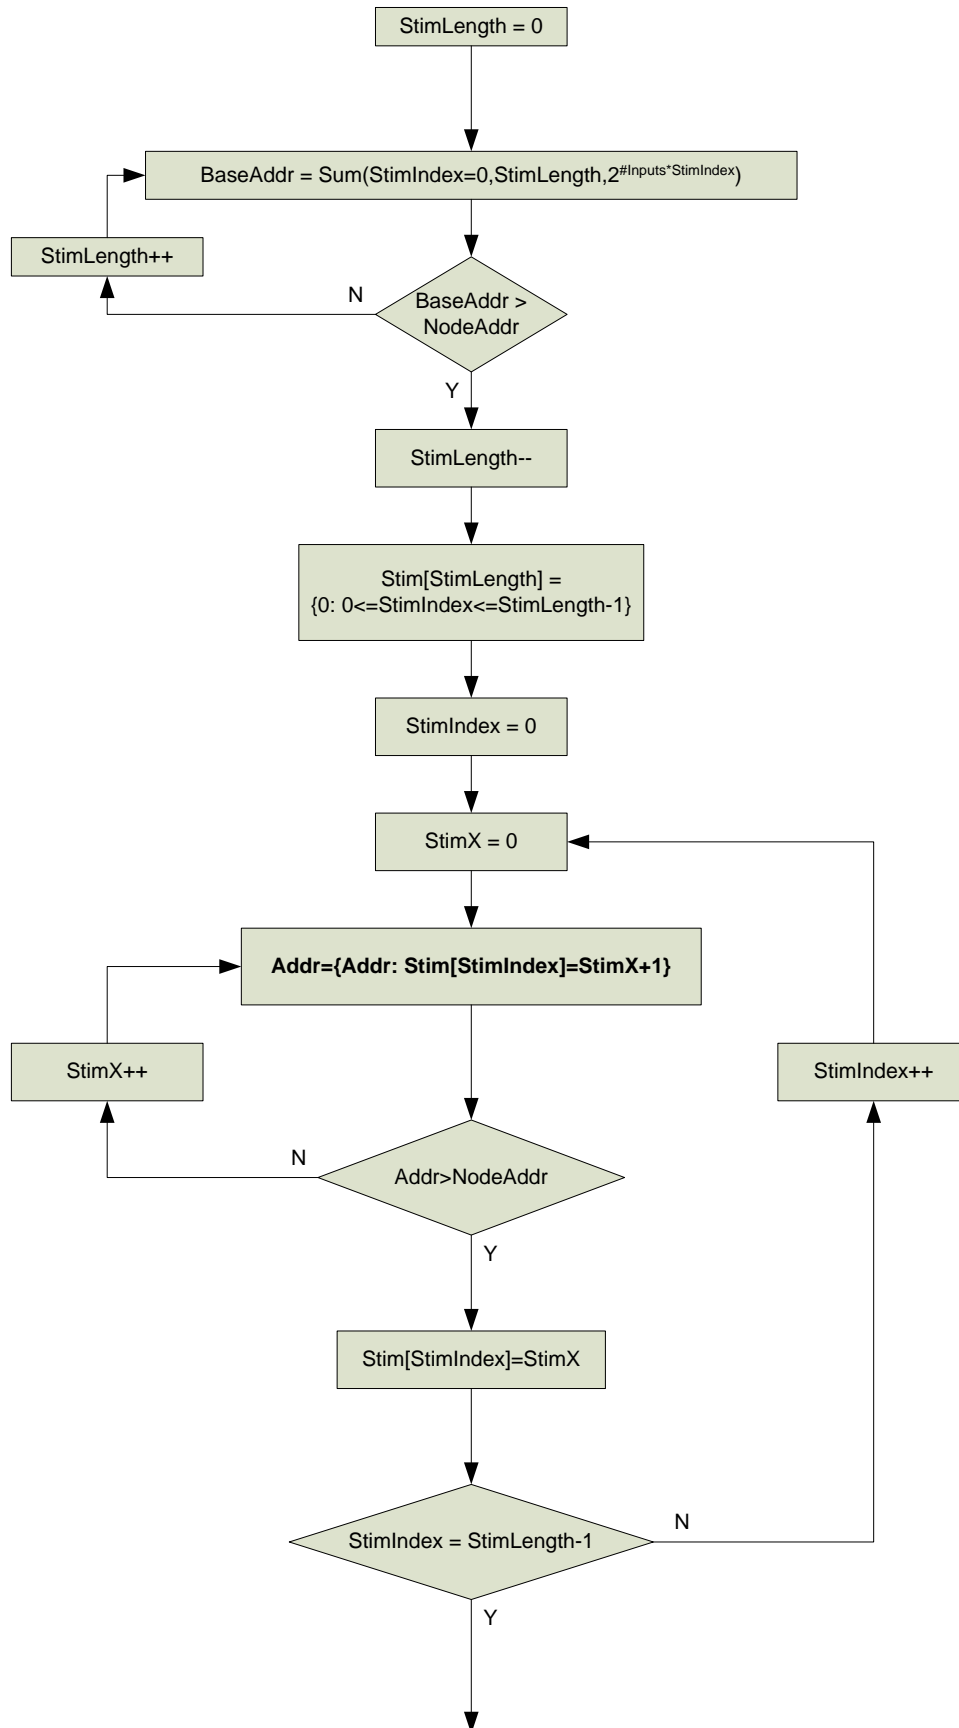 StimLength = 0
BaseAddr = Sum(StimIndex=0,StimLength,2^#Inputs*StimIndex)
StimLength++
N
BaseAddr >
NodeAddr
Y
StimLength--
Stim[StimLength] =
{0: 0<=StimIndex<=StimLength-1}
StimIndex = 0
StimX = 0
Addr={Addr: Stim[StimIndex]=StimX+1}
StimX++
StimIndex++
N
Addr>NodeAddr
Y
Stim[StimIndex]=StimX
StimIndex = StimLength-1
N
Y